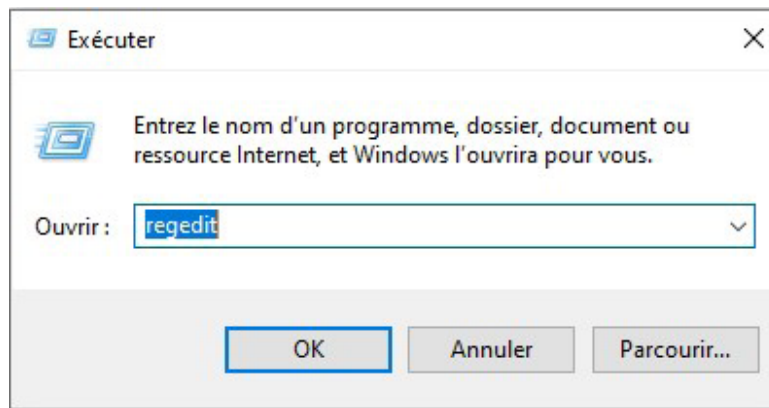 Exécuter
Entrez le nom d'un programme, dossier, document ou
ressource Internet, et Windows l'ouvrira pour vous.
Ouvrir :
regedit
OK
Annuler
Parcourir...